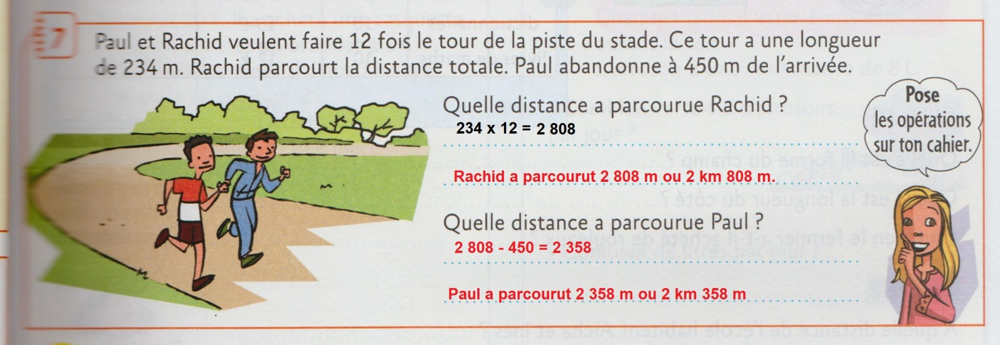 7
Paul et Rachid veulent faire 12 fois le tour de la piste du stade. Ce tour a une longueur
de 234 m. Rachid parcourt la distance totale. Paul abandonne à 450 m de l'arrivée.
Quelle distance a parcourue Rachid ?
234 x 12 = 2 808
Rachid a parcourut 2 808 m ou 2 km 808 m.
Quelle distance a parcourue Paul ?
2 808 - 450 = 2 358
Paul a parcourut 2 358 m ou 2 km 358 m
Pose
les opérations
sur ton cahier.